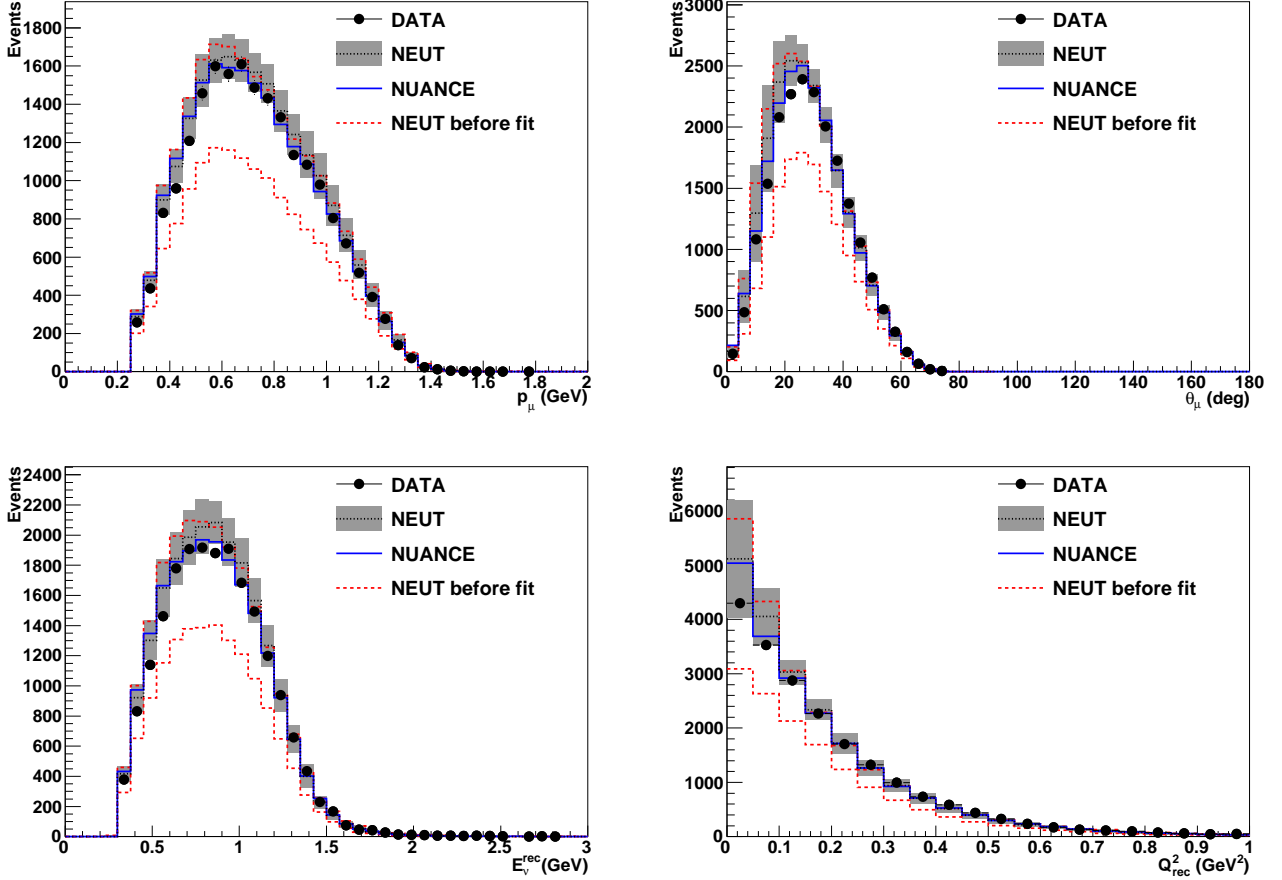 Events
1800
1600
1400
1200
1000
800
600
400
200
0
0 0.2 0.4 0.6 0.8 1 1.2 1.4 1.6 1.8 2
p_μ (GeV)
DATA
NEUT
NUANCE
NEUT before fit
Events
3000
2500
2000
1500
1000
500
0
0 20 40 60 80 100 120 140 160 180
θ_μ (deg)
DATA
NEUT
NUANCE
NEUT before fit
Events
2400
2200
2000
1800
1600
1400
1200
1000
800
600
400
200
0
0 0.5 1 1.5 2 2.5 3
E_ν^rec (GeV)
DATA
NEUT
NUANCE
NEUT before fit
Events
6000
5000
4000
3000
2000
1000
0
0 0.1 0.2 0.3 0.4 0.5 0.6 0.7 0.8 0.9 1
Q²_rec (GeV²)
DATA
NEUT
NUANCE
NEUT before fit